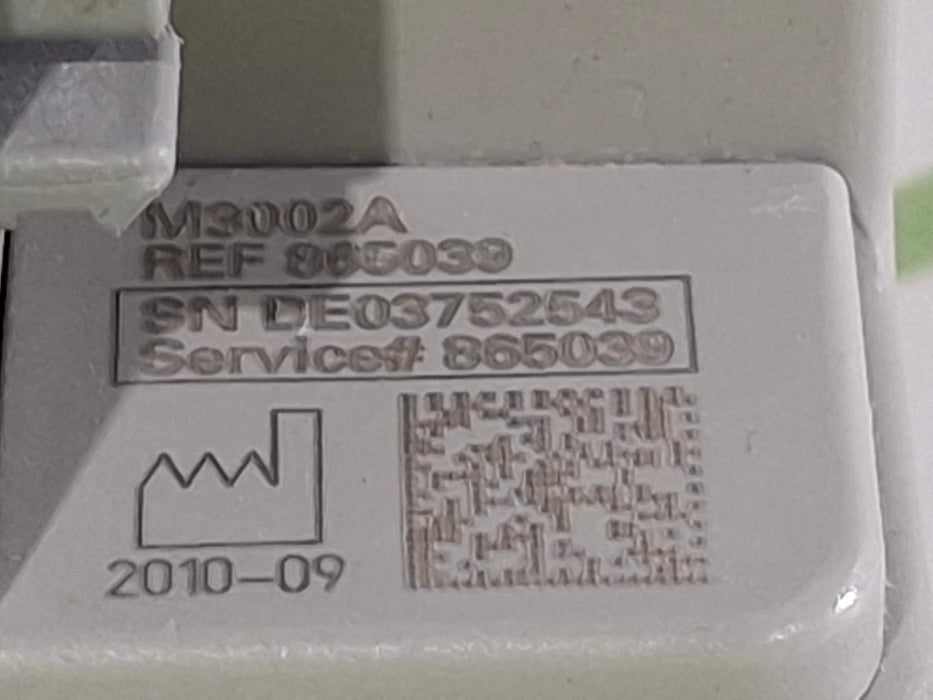 M3002A
REF 865039
SN DE03752543
Service# 865039
2010-09